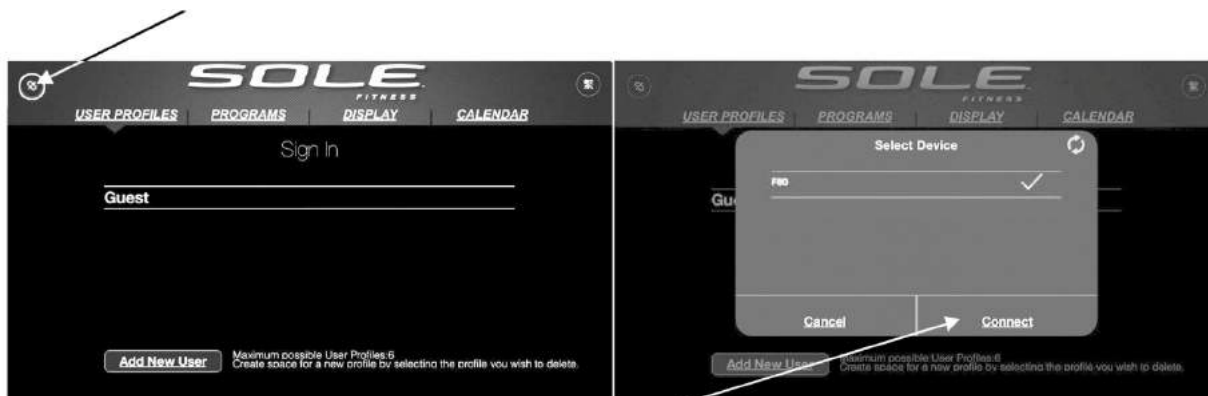 SOLE
FITNESS
USER PROFILES PROGRAMS DISPLAY CALENDAR
Sign In
Guest
Add New User
Maximum possible User Profiles:6
Create space for a new profile by selecting the profile you wish to delete.
SOLE
FITNESS
USER PROFILES PROGRAMS DISPLAY CALENDAR
Select Device
F80
Gu
Cancel Connect
Add New User
Maximum possible User Profiles:6
Create space for a new profile by selecting the profile you wish to delete.